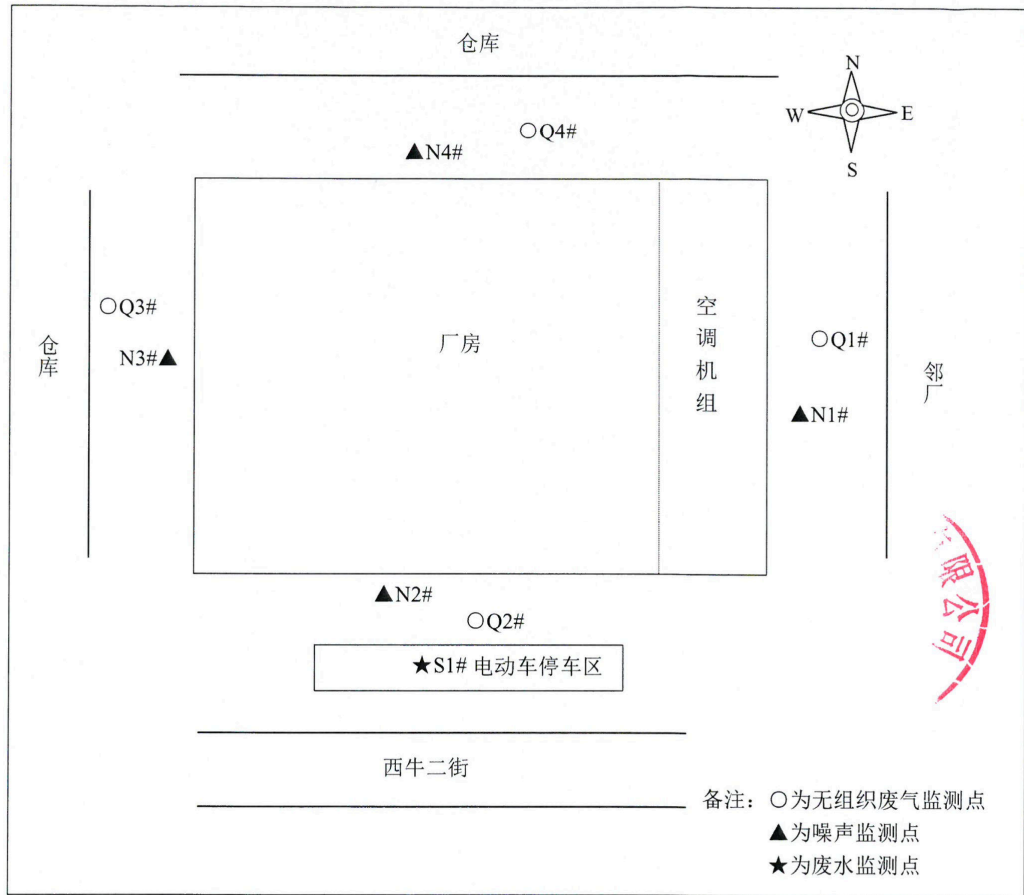 仓库
N
W
E
S
○Q4#
▲N4#
○Q3#
N3#▲
仓库
厂房
空调机组
○Q1#
▲N1#
邻厂
▲N2#
○Q2#
★S1# 电动车停车区
西牛二街
备注：○为无组织废气监测点
▲为噪声监测点
★为废水监测点
限公司